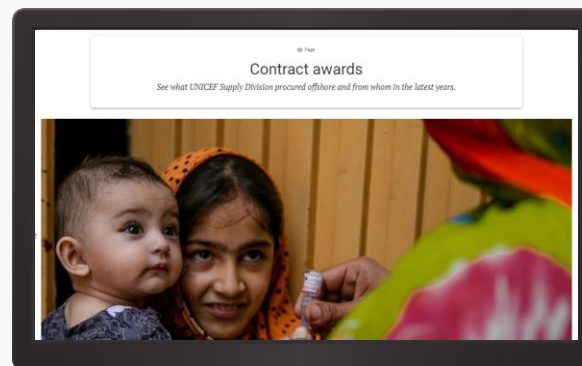 Page
Contract awards
See what UNICEF Supply Division procured offshore and from whom in the latest years.